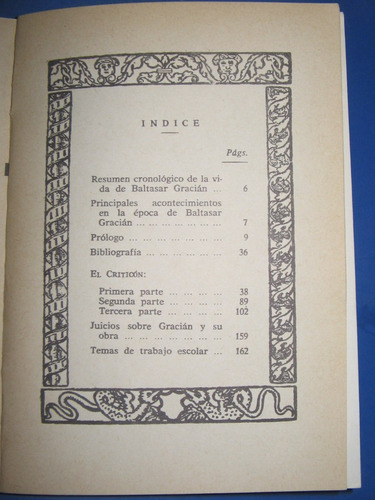 INDICE
Págs.
Resumen cronológico de la vi-
da de Baltasar Gracián ... 6
Principales acontecimientos
en la época de Baltasar
Gracián ... ... ... ... ... ... ... 7
Prólogo ... ... ... ... ... ... ... 9
Bibliografía ... ... ... ... ... ... 36
EL CRITICÓN:
Primera parte ... ... ... ... 38
Segunda parte ... ... ... ... 89
Tercera parte ... ... ... ... 102
Juicios sobre Gracián y su
obra ... ... ... ... ... ... ... ... 159
Temas de trabajo escolar ... 162